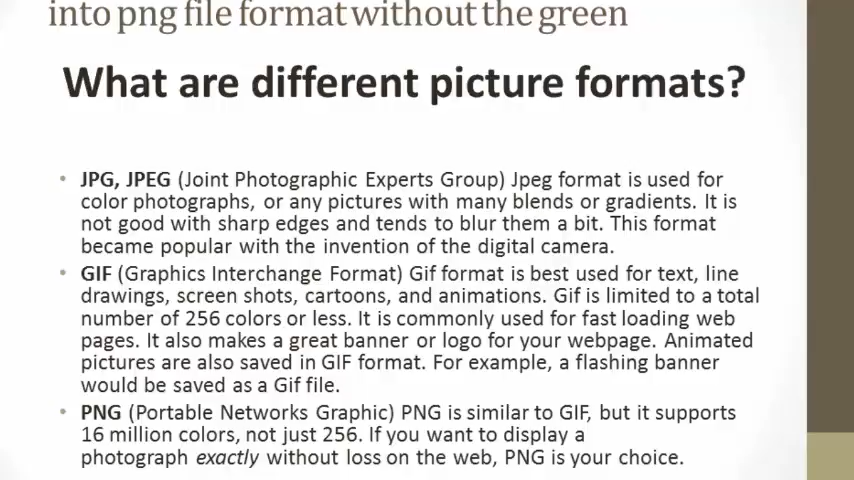 into png file format without the green
What are different picture formats?
• JPG, JPEG (Joint Photographic Experts Group) Jpeg format is used for
color photographs, or any pictures with many blends or gradients. It is
not good with sharp edges and tends to blur them a bit. This format
became popular with the invention of the digital camera.
• GIF (Graphics Interchange Format) Gif format is best used for text, line
drawings, screen shots, cartoons, and animations. Gif is limited to a total
number of 256 colors or less. It is commonly used for fast loading web
pages. It also makes a great banner or logo for your webpage. Animated
pictures are also saved in GIF format. For example, a flashing banner
would be saved as a Gif file.
• PNG (Portable Networks Graphic) PNG is similar to GIF, but it supports
16 million colors, not just 256. If you want to display a
photograph exactly without loss on the web, PNG is your choice.